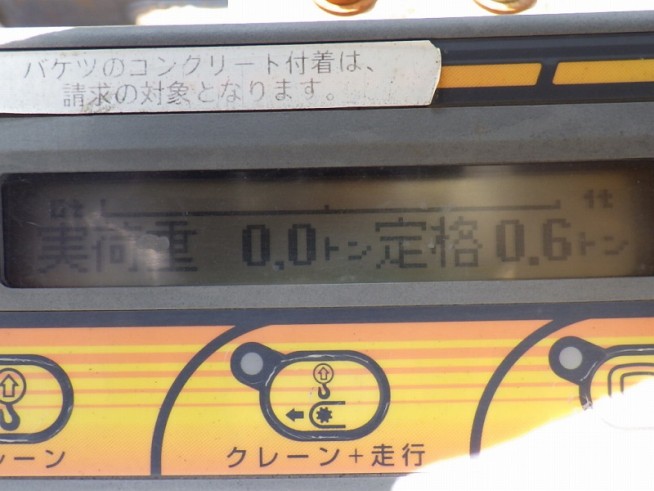 バケツのコンクリート付着は、
請求の対象となります。
0t 1t
実荷重 0.0トン 定格 0.6トン
クレーン+走行